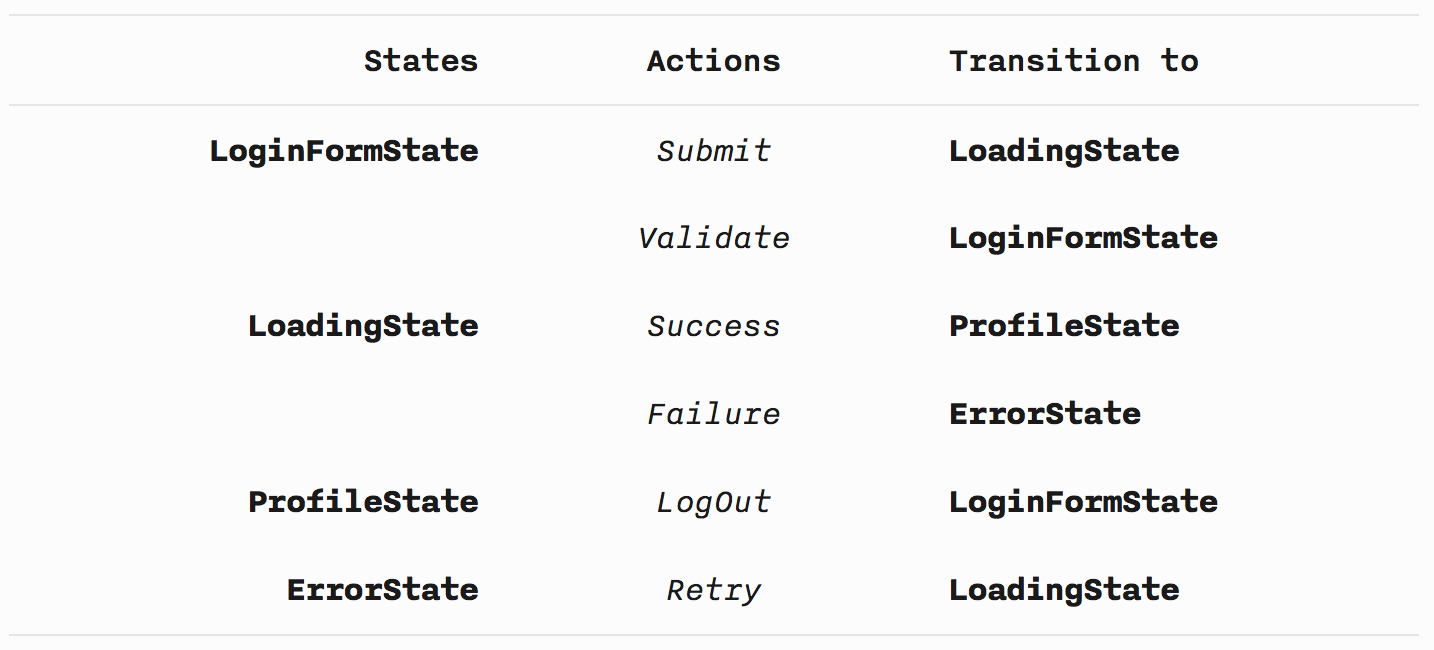 States Actions Transition to
LoginFormState Submit LoadingState
Validate LoginFormState
LoadingState Success ProfileState
Failure ErrorState
ProfileState LogOut LoginFormState
ErrorState Retry LoadingState